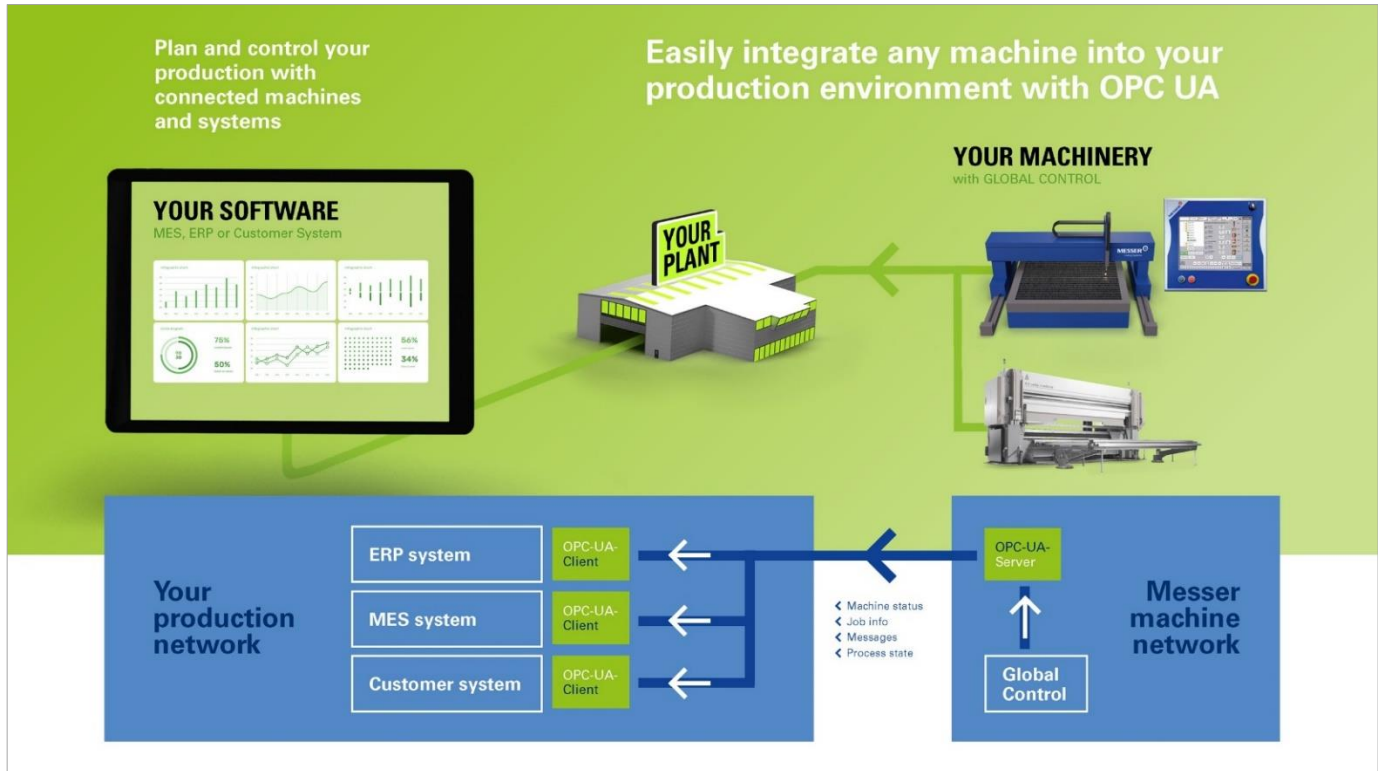 Plan and control your
production with
connected machines
and systems
Easily integrate any machine into your
production environment with OPC UA
YOUR SOFTWARE
MES, ERP or Customer System
75%
50%
56%
34%
YOUR
PLANT
YOUR MACHINERY
with GLOBAL CONTROL
MESSER
Your
production
network
ERP system
OPC-UA-
Client
MES system
OPC-UA-
Client
Customer system
OPC-UA-
Client
Machine status
Job info
Messages
Process state
OPC-UA-
Server
Global
Control
Messer
machine
network